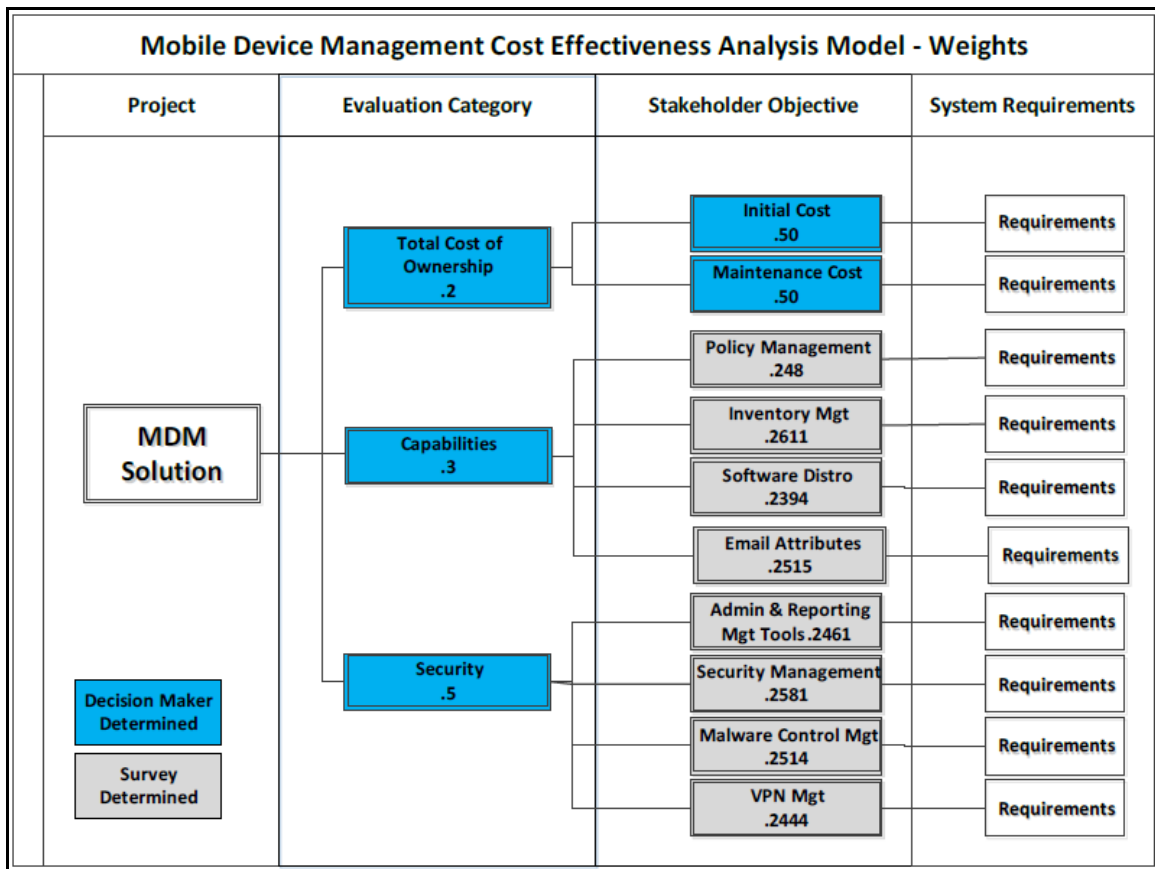 Mobile Device Management Cost Effectiveness Analysis Model - Weights
Project
Evaluation Category
Stakeholder Objective
System Requirements
MDM
Solution
Total Cost of
Ownership
.2
Capabilities
.3
Security
.5
Initial Cost
.50
Maintenance Cost
.50
Policy Management
.248
Inventory Mgt
.2611
Software Distro
.2394
Email Attributes
.2515
Admin & Reporting
Mgt Tools.2461
Security Management
.2581
Malware Control Mgt
.2514
VPN Mgt
.2444
Requirements
Requirements
Requirements
Requirements
Requirements
Requirements
Requirements
Requirements
Requirements
Requirements
Decision Maker
Determined
Survey
Determined